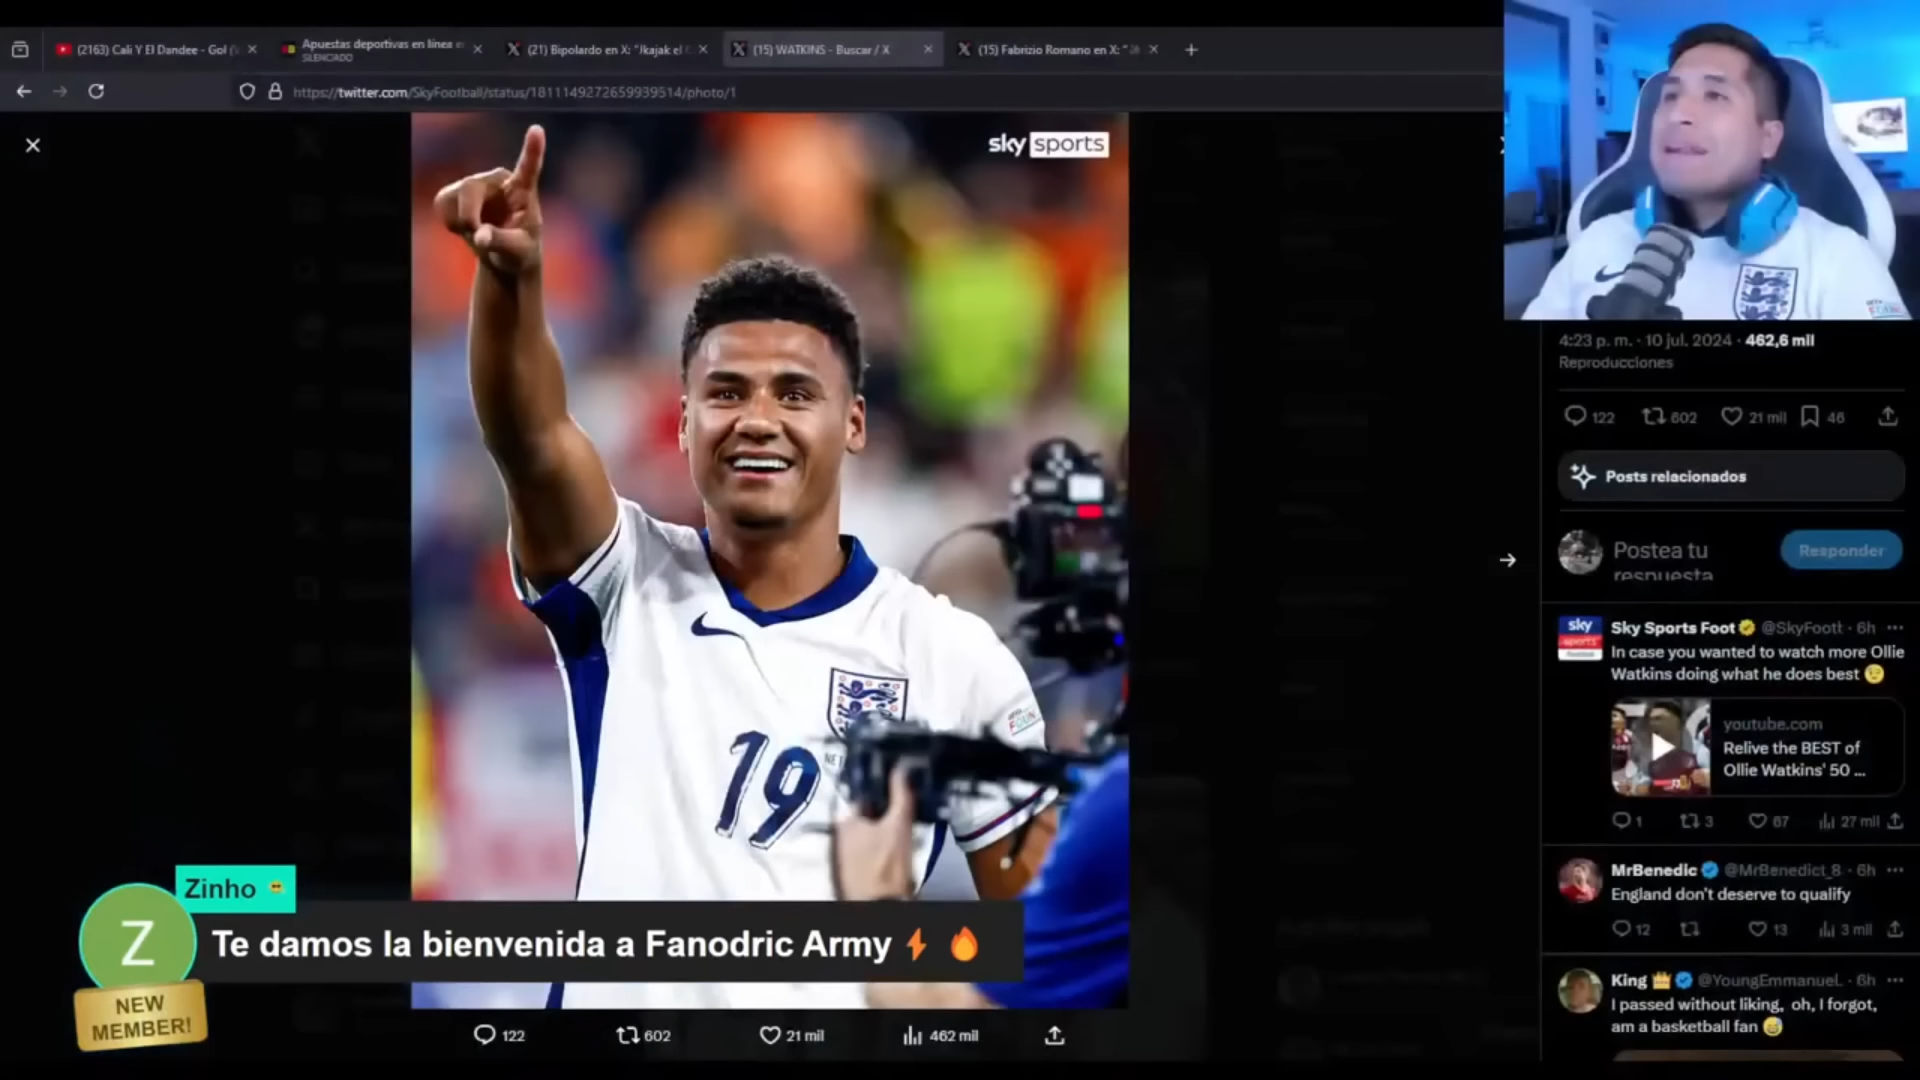 (2163) Cali Y El Dandee - Gol (
Apuestas deportivas en línea e
SILENCIADO
(21) Bipolardo en X: "Jkajak el
(15) WATKINS - Buscar / X
(15) Fabrizio Romano en X: "
https://twitter.com/SkyFootball/status/1811149272659939514/photo/1
sky sports
19
4:23 p. m. · 10 jul. 2024 · 462,6 mil
Reproducciones
122 602 21 mil 46
Posts relacionados
Postea tu
respuesta
Responder
sky
sports
Sky Sports Foot @SkyFoott · 6h
In case you wanted to watch more Ollie
Watkins doing what he does best
youtube.com
Relive the BEST of
Ollie Watkins' 50 ...
1 3 67 27 mil
MrBenedic @MrBenedict_8 · 6h
England don't deserve to qualify
12 13 3 mil
King @YoungEmmanueL · 6h
I passed without liking, oh, I forgot,
am a basketball fan
Zinho
Z
Te damos la bienvenida a Fanodric Army
NEW
MEMBER!
122 602 21 mil 462 mil